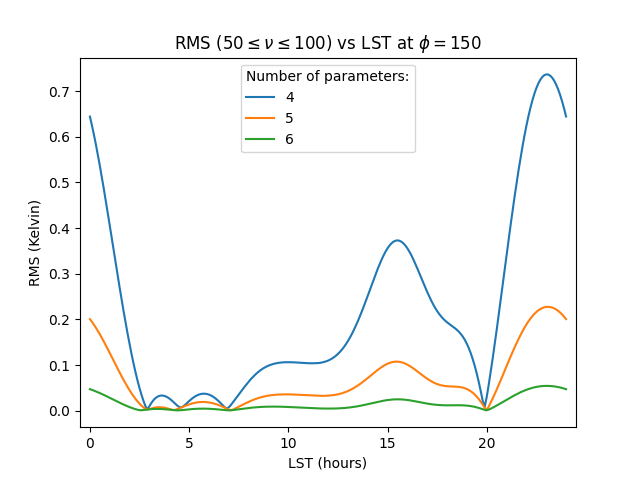 RMS (50 ≤ ν ≤ 100) vs LST at ϕ = 150
Number of parameters:
4
5
6
RMS (Kelvin)
0.7
0.6
0.5
0.4
0.3
0.2
0.1
0.0
0 5 10 15 20
LST (hours)